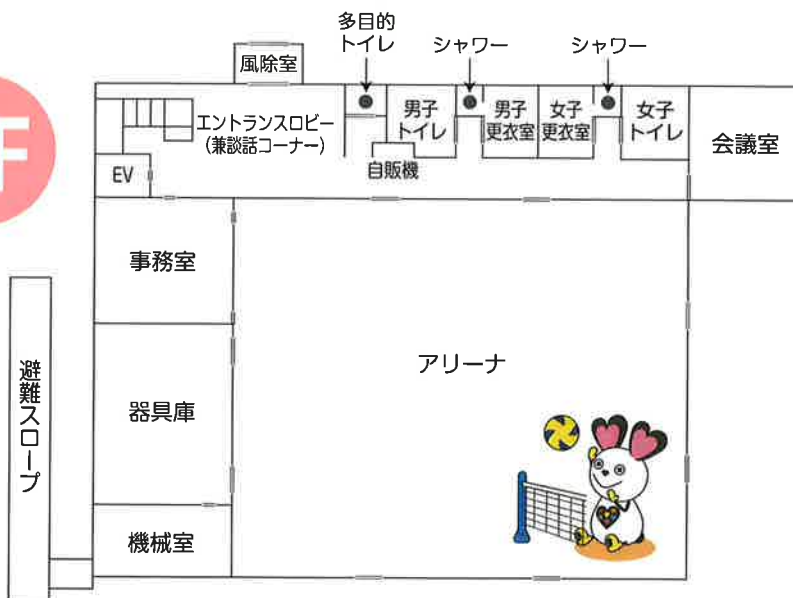 多目的
トイレ
シャワー
シャワー
風除室
エントランスロビー
(兼談話コーナー)
男子
トイレ
男子
更衣室
女子
更衣室
女子
トイレ
会議室
自販機
EV
F
事務室
アリーナ
避難スロープ
器具庫
機械室